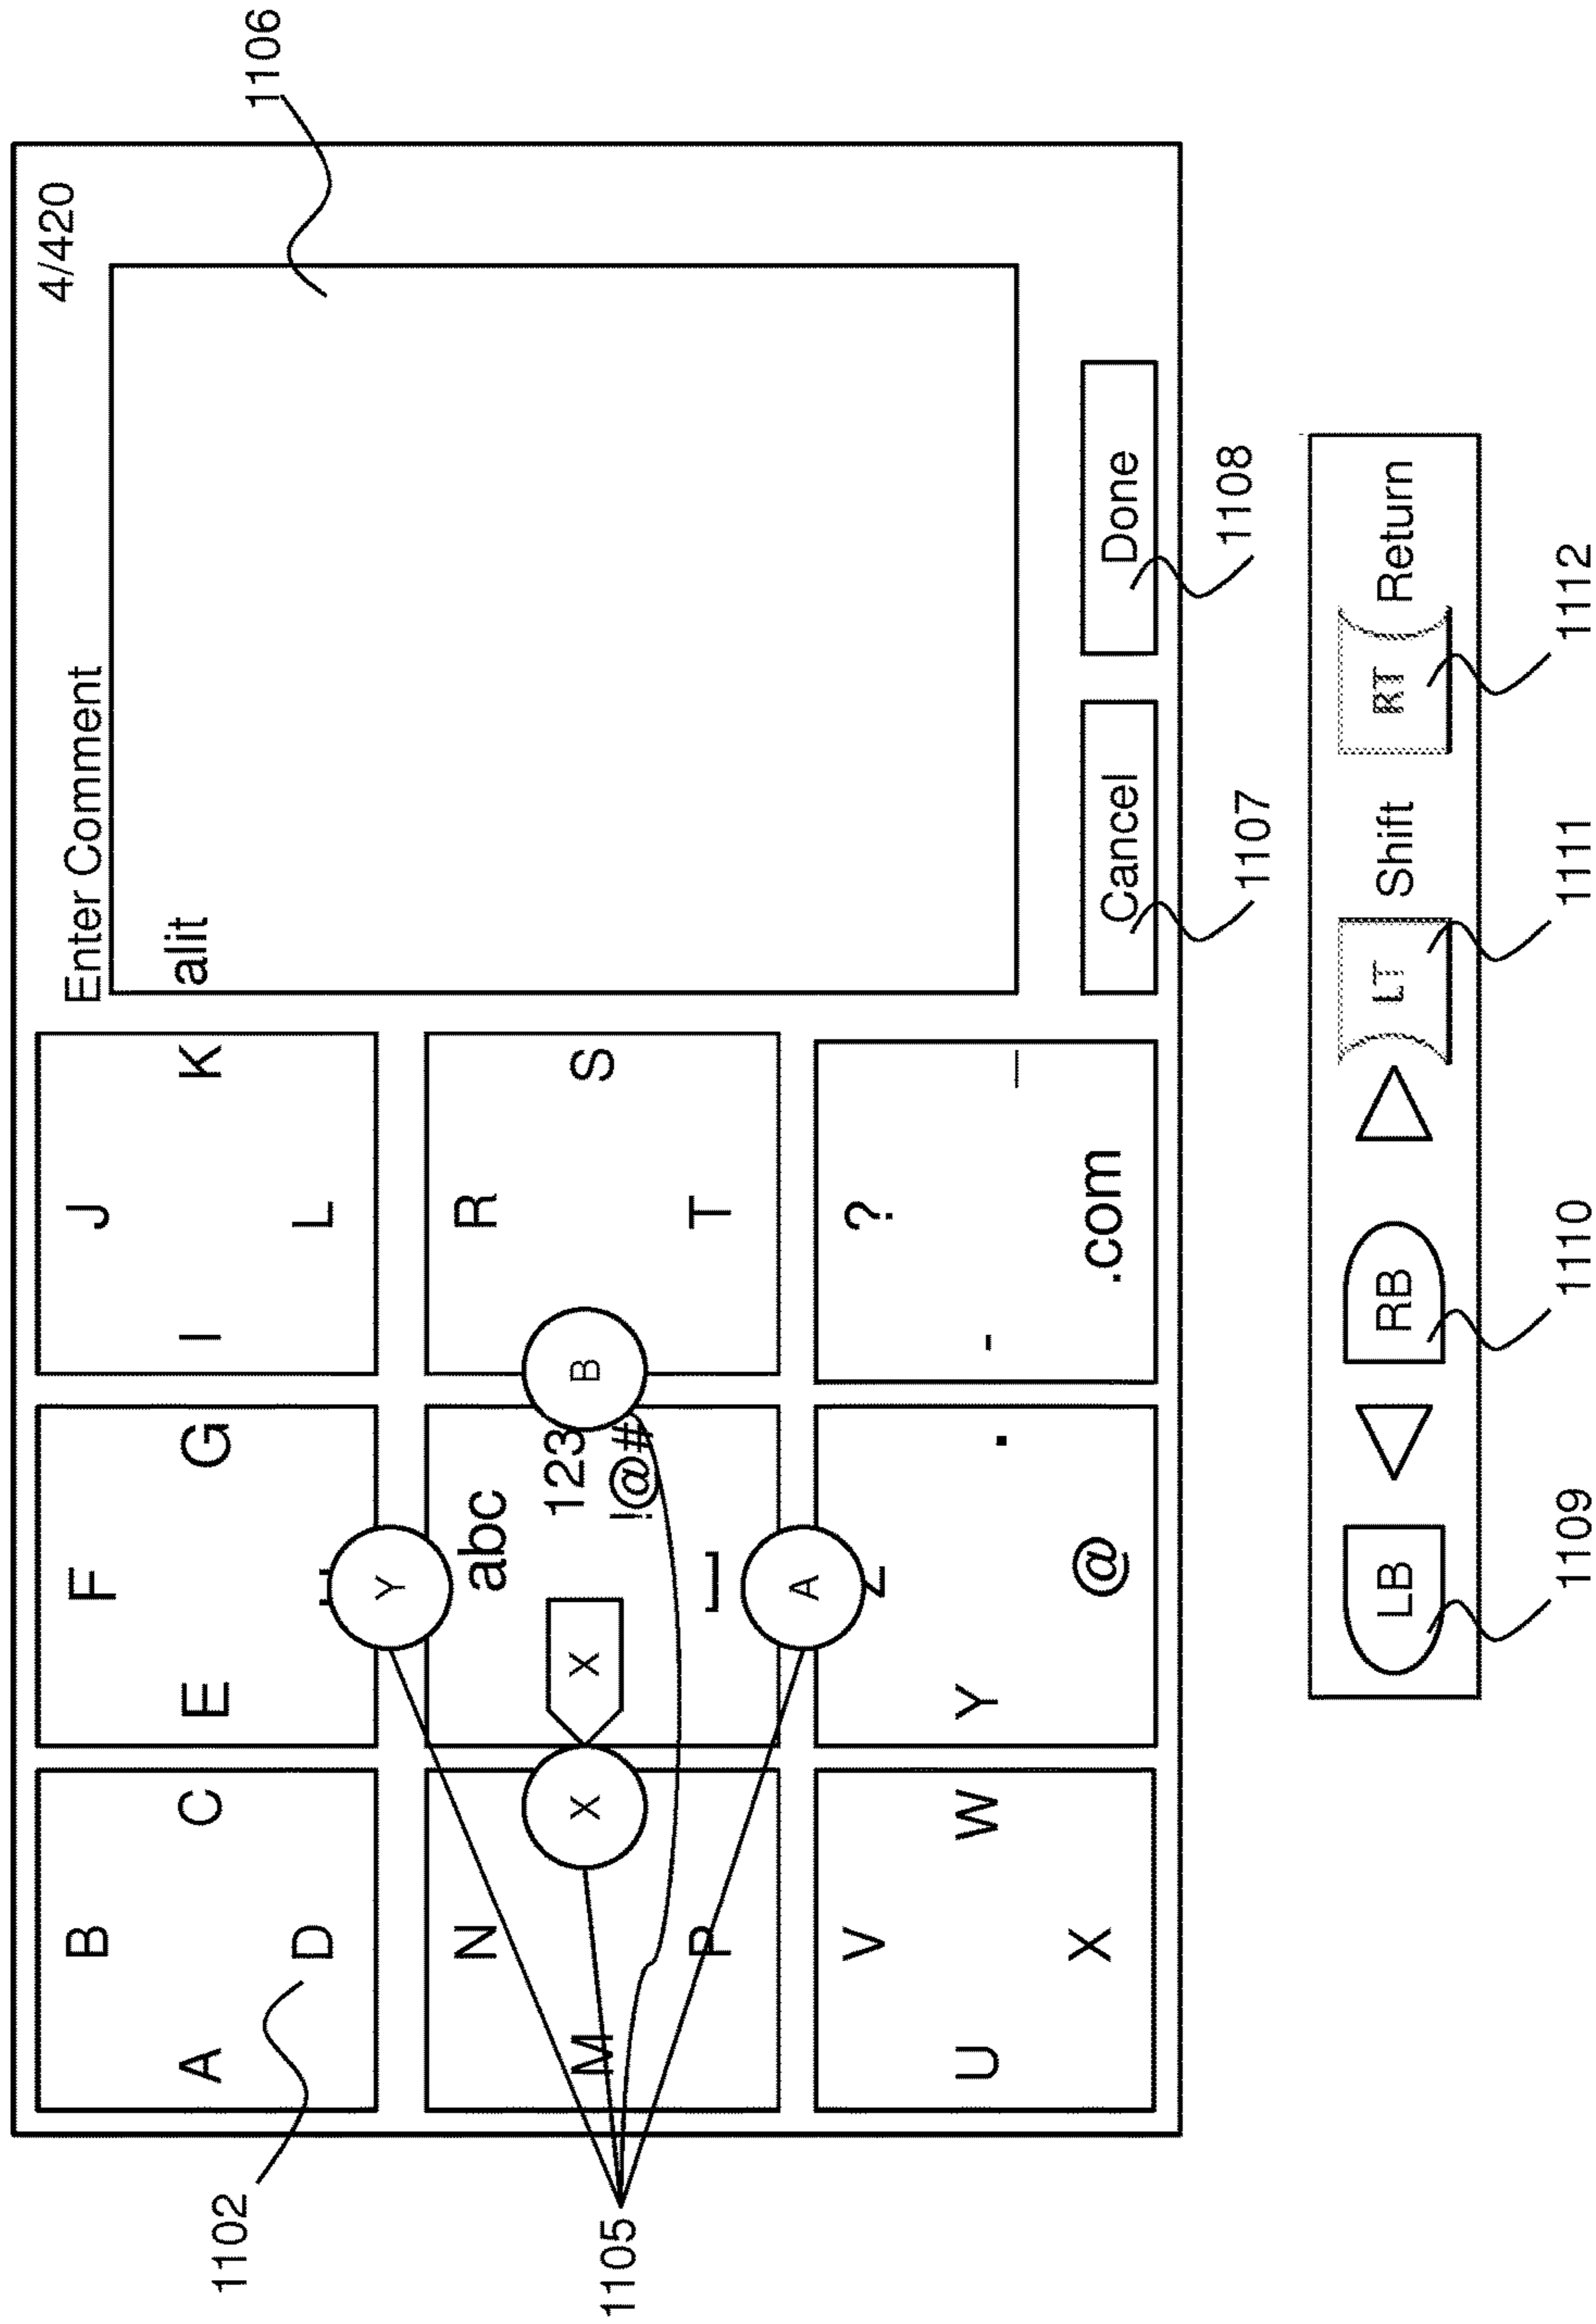 1106
4/420
Enter Comment
B F J
A C E G I K
D L
1102
alit
N abc R
Y
M X X 123 B S
!@#
P ] T
1105
A
V ?
U W Y . - _
X @ .com
Cancel Done
1107 1108
LB RB LT Shift RT Return
1109 1110 1111 1112